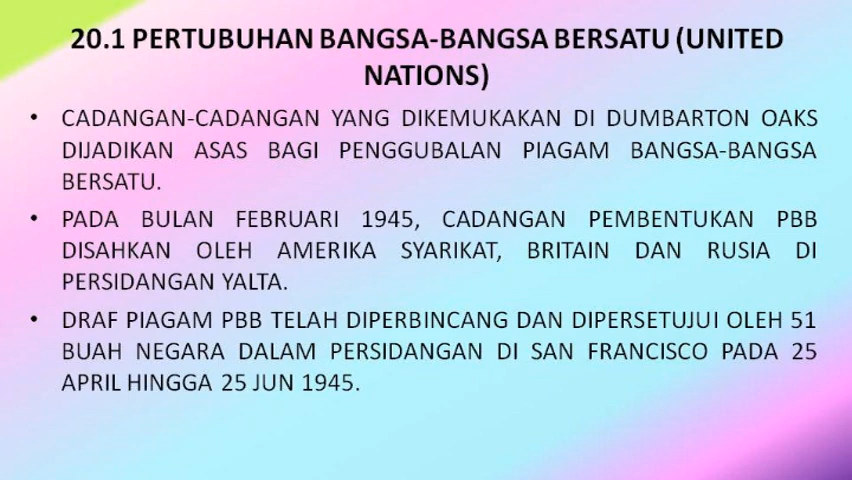 20.1 PERTUBUHAN BANGSA-BANGSA BERSATU (UNITED
NATIONS)
• CADANGAN-CADANGAN YANG DIKEMUKAKAN DI DUMBARTON OAKS
DIJADIKAN ASAS BAGI PENGGUBALAN PIAGAM BANGSA-BANGSA
BERSATU.
• PADA BULAN FEBRUARI 1945, CADANGAN PEMBENTUKAN PBB
DISAHKAN OLEH AMERIKA SYARIKAT, BRITAIN DAN RUSIA DI
PERSIDANGAN YALTA.
• DRAF PIAGAM PBB TELAH DIPERBINCANG DAN DIPERSETUJUI OLEH 51
BUAH NEGARA DALAM PERSIDANGAN DI SAN FRANCISCO PADA 25
APRIL HINGGA 25 JUN 1945.